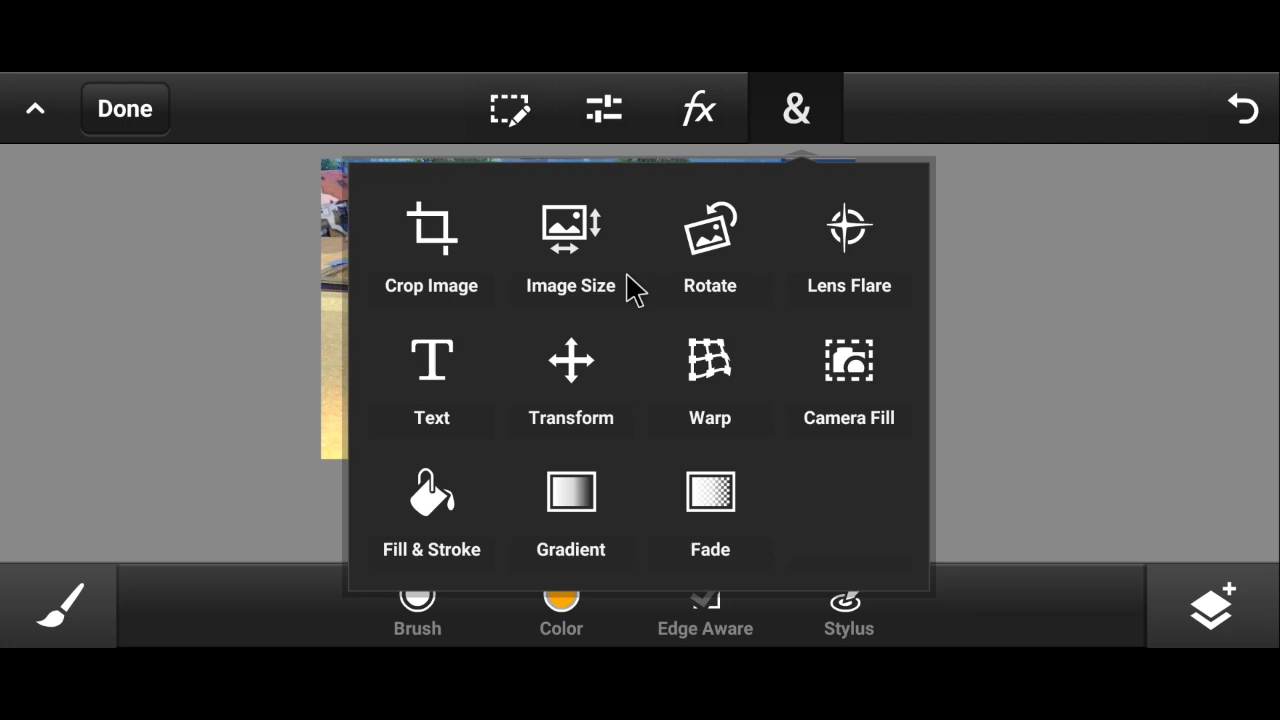 Done
fx
&
Crop Image
Image Size
Rotate
Lens Flare
T
Text
Transform
Warp
Camera Fill
Fill & Stroke
Gradient
Fade
Brush
Color
Edge Aware
Stylus